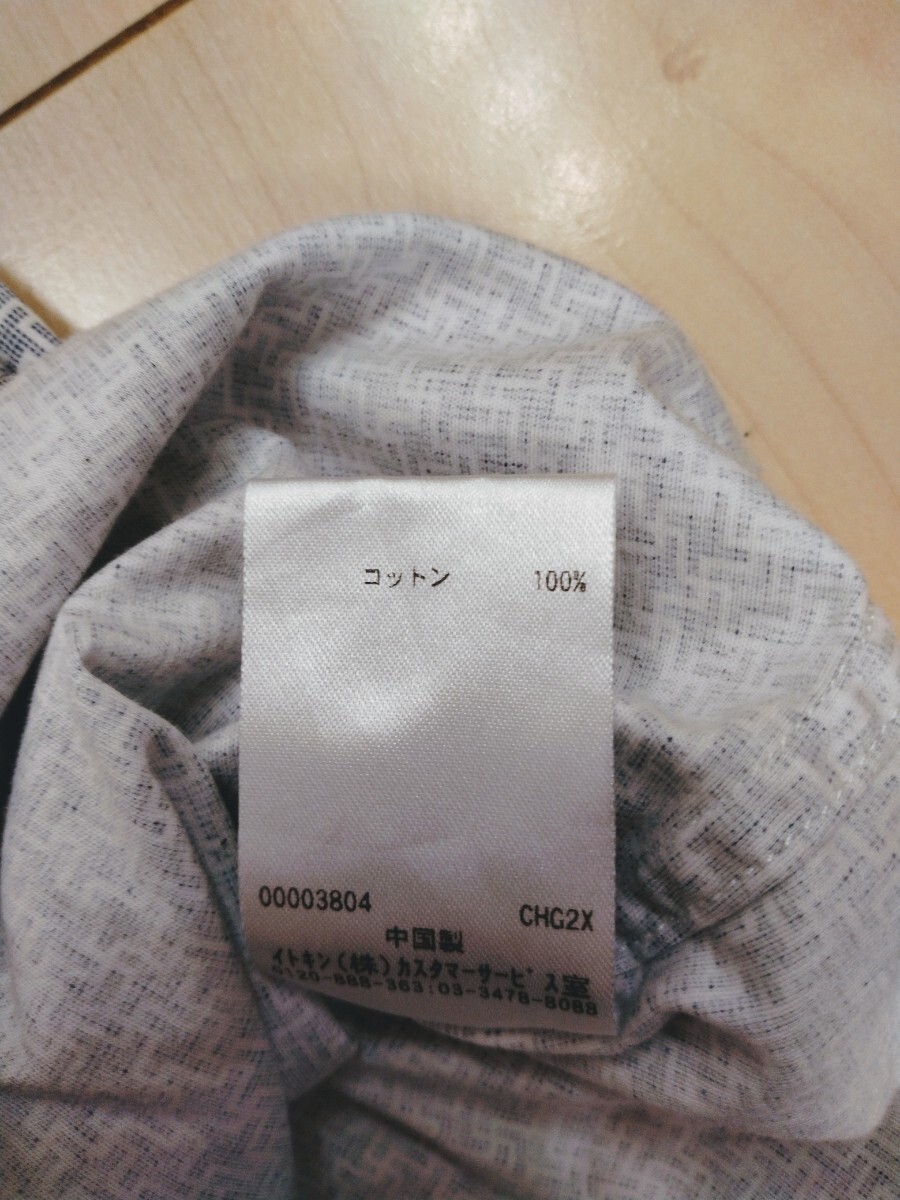 コットン 100%
00003804 CHG2X
中国製
イトキン(株)カスタマーサービス室
0120-888-363:03-3478-8088